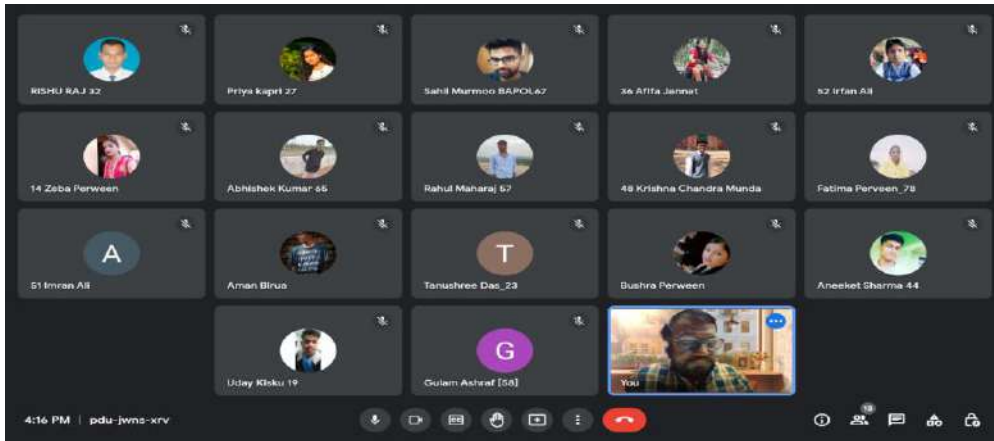 RISHU RAJ 32
Priya kapri 27
Sahil Murmoo BAPOL67
36 Afifa Jannat
52 Irfan Ali
14 Zeba Perween
Abhishek Kumar 65
Rahul Maharaj 57
48 Krishna Chandra Munda
Fatima Perveen_78
A
51 Imran Ali
Aman Birua
T
Tanushree Das_23
Bushra Perween
Aneeket Sharma 44
Uday Kisku 19
G
Gulam Ashraf [58]
You
4:16 PM | pdu-jwns-xrv
18